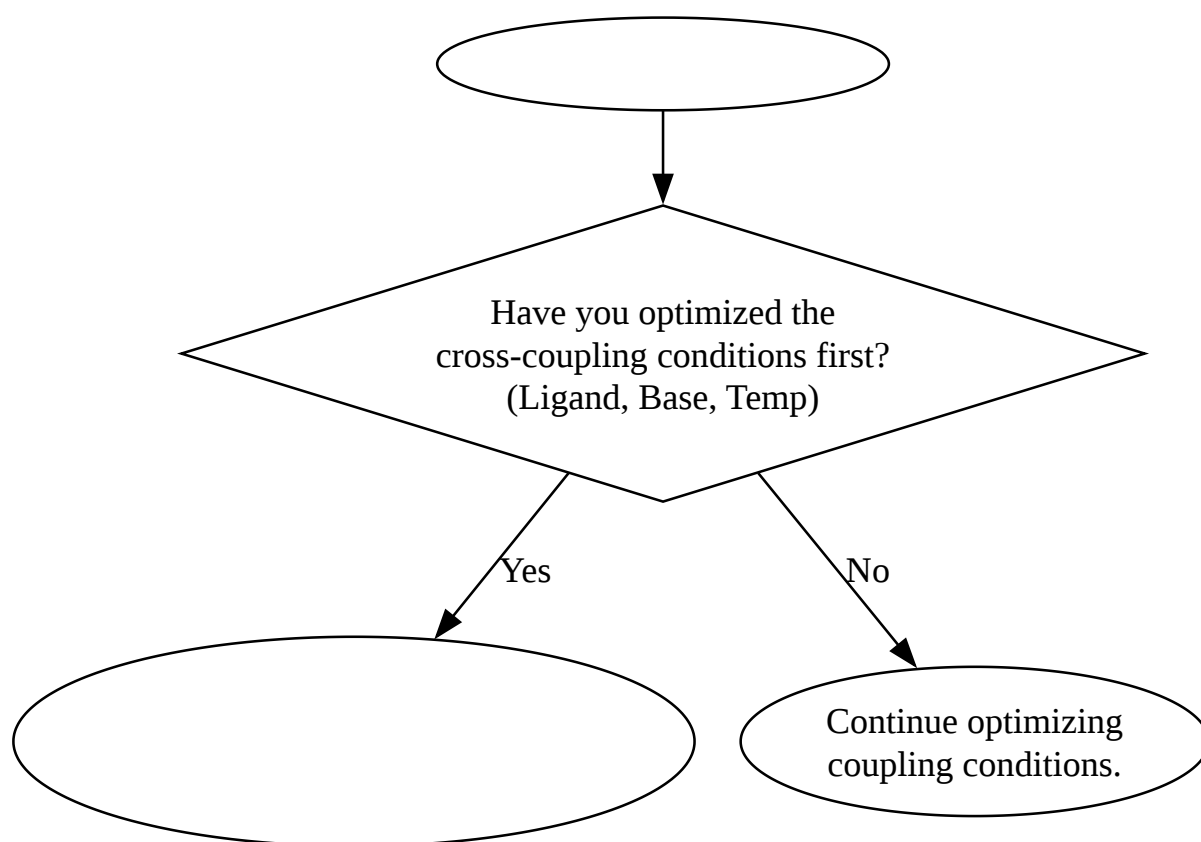 Have you optimized the
cross-coupling conditions first?
(Ligand, Base, Temp)
Yes
No
Continue optimizing
coupling conditions.